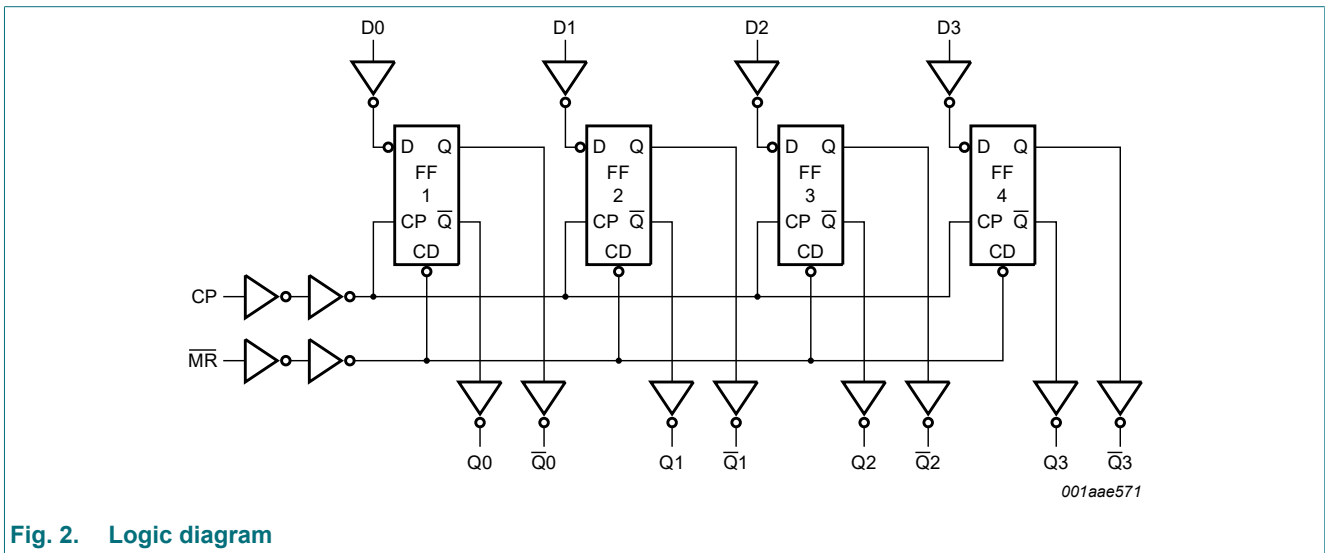 D0 D1 D2 D3
D Q D Q D Q D Q
FF FF FF FF
1 2 3 4
CP Q̅ CP Q̅ CP Q̅ CP Q̅
CD CD CD CD
CP
M̅R̅
Q0 Q̅0 Q1 Q̅1 Q2 Q̅2 Q3 Q̅3
001aae571
Fig. 2. Logic diagram